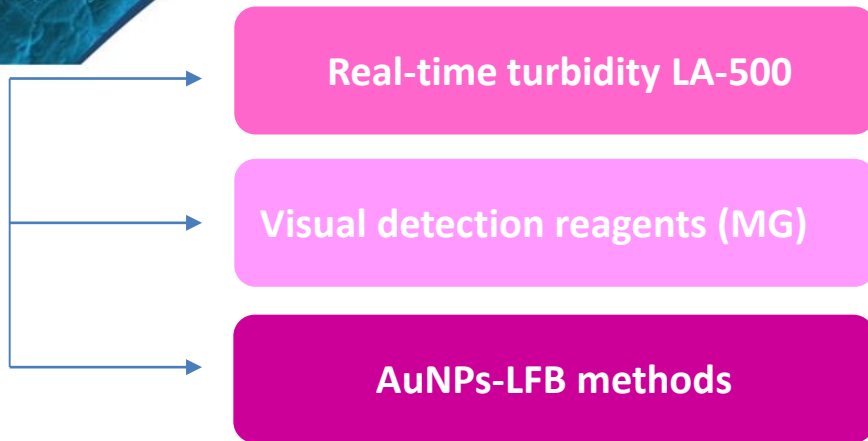 Real-time turbidity LA-500
Visual detection reagents (MG)
AuNPs-LFB methods